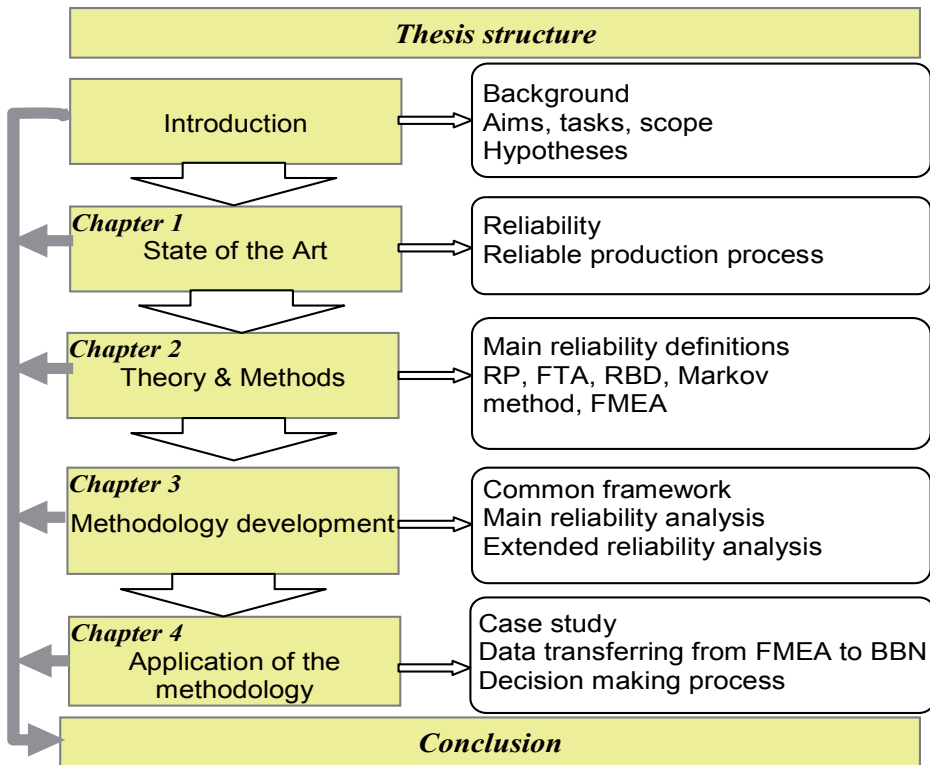 Thesis structure
Introduction
Background
Aims, tasks, scope
Hypotheses
Chapter 1
State of the Art
Reliability
Reliable production process
Chapter 2
Theory & Methods
Main reliability definitions
RP, FTA, RBD, Markov
method, FMEA
Chapter 3
Methodology development
Common framework
Main reliability analysis
Extended reliability analysis
Chapter 4
Application of the
methodology
Case study
Data transferring from FMEA to BBN
Decision making process
Conclusion